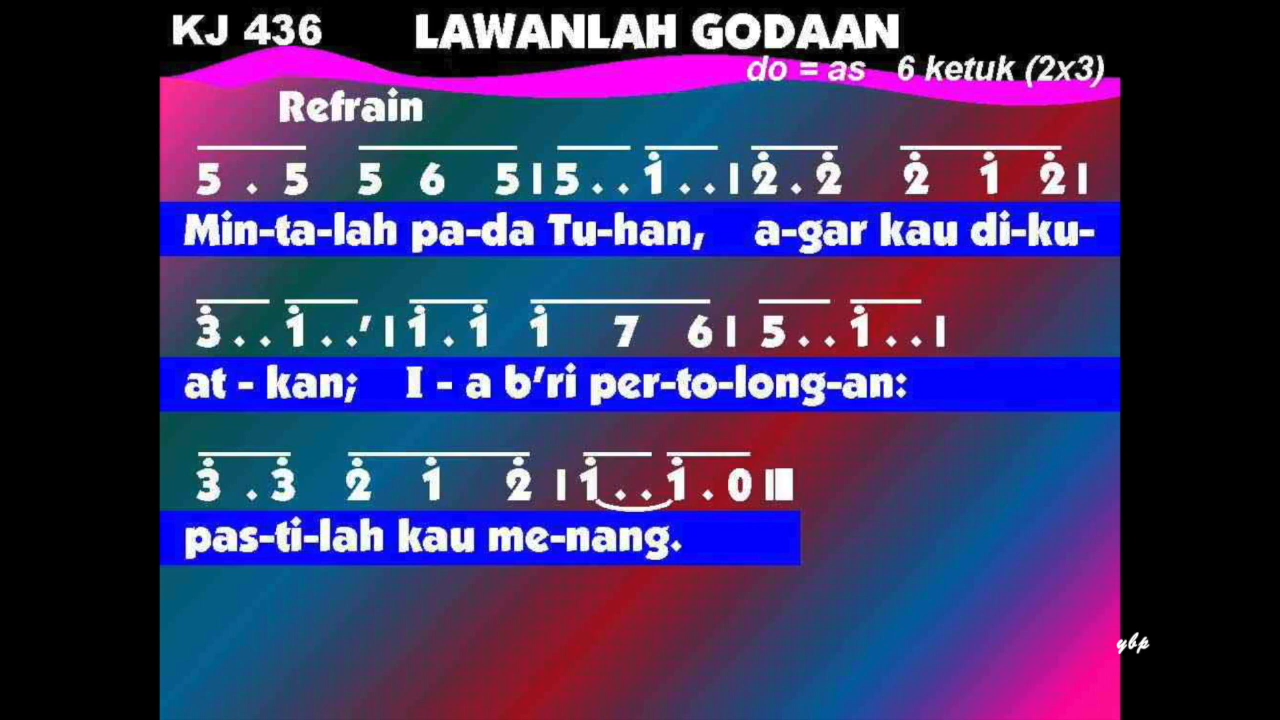 KJ 436 LAWANLAH GODAAN
do = as 6 ketuk (2x3)
Refrain
5 . 5 5 6 5 | 5 . . 1̇ . . | 2̇ . 2̇ 2̇ 1̇ 2̇ |
Min-ta-lah pa-da Tu-han, a-gar kau di-ku-
3̇ . . 1̇ . . ’ | 1̇ . 1̇ 1̇ 7 6 | 5 . . 1̇ . . |
at - kan; I - a b’ri per-to-long-an:
3̇ . 3̇ 2̇ 1̇ 2̇ | 1̇ . . 1̇ . 0 ||
pas-ti-lah kau me-nang.
ybp